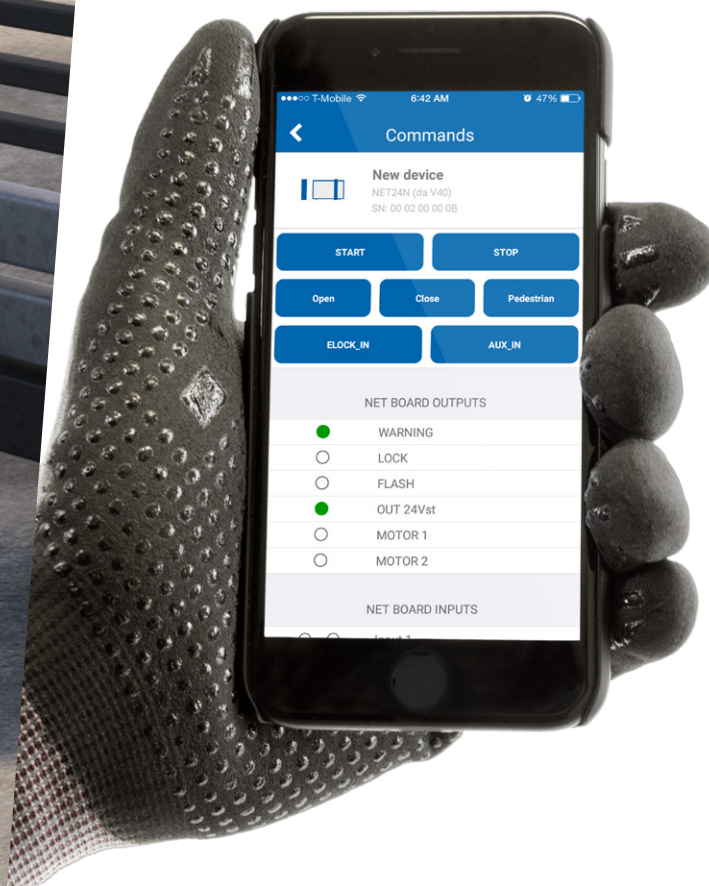 T-Mobile 6:42 AM 47%
Commands
New device
NET24N (da V40)
SN: 00 02 00 00 0B
START STOP
Open Close Pedestrian
ELOCK_IN AUX_IN
NET BOARD OUTPUTS
WARNING
LOCK
FLASH
OUT 24Vst
MOTOR 1
MOTOR 2
NET BOARD INPUTS
Input 1